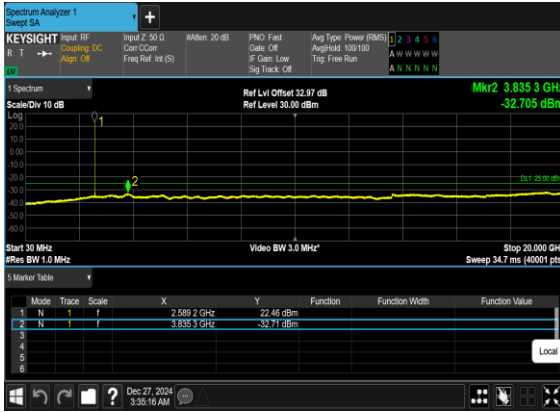 Spectrum Analyzer 1
Swept SA
+
KEYSIGHT Input: RF Input Z: 50 Ω #Atten: 20 dB PNO: Fast Avg Type: Power (RMS) 1 2 3 4 5 6
R T Coupling: DC Corr CCorr Gate: Off Avg|Hold: 100/100 A W W W W W
Align: Off Freq Ref: Int (S) IF Gain: Low Trig: Free Run
Sig Track: Off A N N N N N
1 Spectrum
Scale/Div 10 dB
Ref Lvl Offset 32.97 dB
Ref Level 30.00 dBm
Mkr2 3.835 3 GHz
-32.705 dBm
Log
1
20.0
10.0
0.00
-10.0
-20.0
DL1 25.00 dBm
2
-30.0
-40.0
-50.0
-60.0
Start 30 MHz Video BW 3.0 MHz* Stop 20.000 GHz
#Res BW 1.0 MHz Sweep 34.7 ms (40001 pts)
5 Marker Table
Mode Trace Scale X Y Function Function Width Function Value
1 N 1 f 2.589 2 GHz 22.46 dBm
2 N 1 f 3.835 3 GHz -32.71 dBm
3
4
5
6
Local
?
Dec 27, 2024
3:35:16 AM